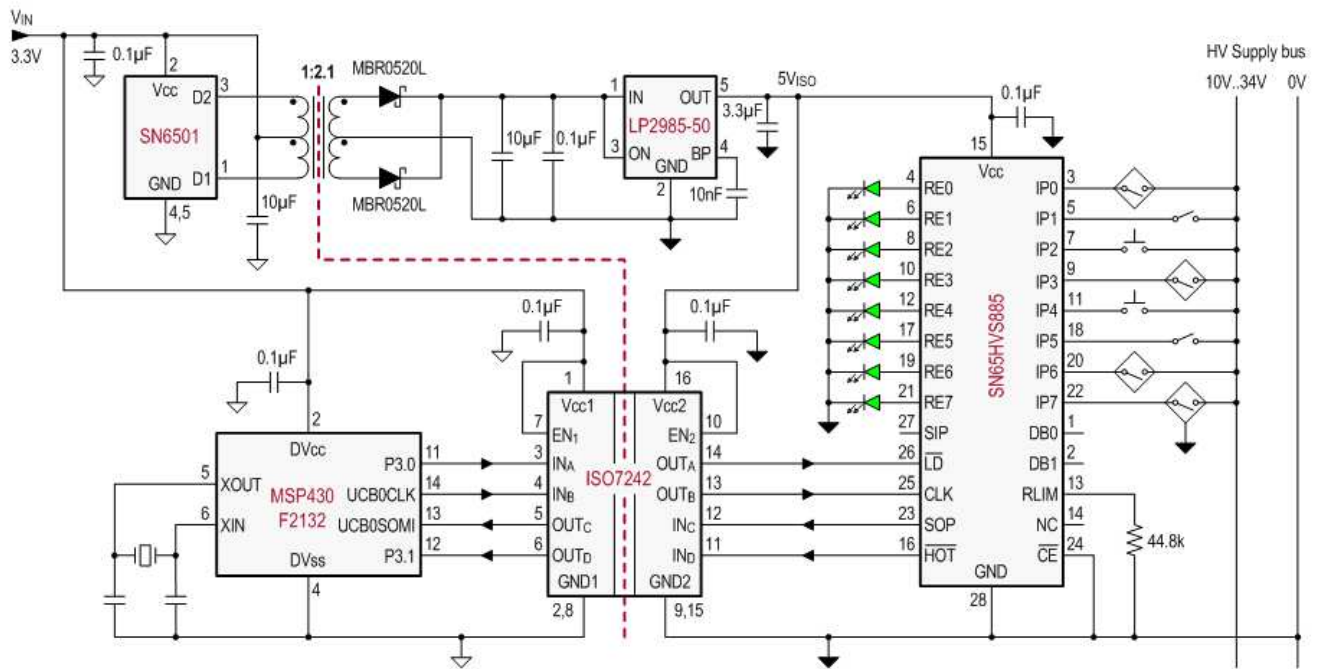 VIN
3.3V
0.1µF
2
Vcc
3
D2
SN6501
1
D1
GND
4,5
10µF
1:2.1
MBR0520L
MBR0520L
10µF
0.1µF
1
IN
OUT
5
LP2985-50
3
ON
BP
4
GND
2
10nF
3.3µF
5VISO
0.1µF
HV Supply bus
10V..34V
0V
15
Vcc
4
RE0
IP0
3
6
RE1
IP1
5
8
RE2
IP2
7
10
RE3
IP3
9
12
RE4
IP4
11
17
RE5
IP5
18
19
RE6
IP6
20
21
RE7
IP7
22
27
SIP
DB0
1
26
LD
DB1
2
25
CLK
RLIM
13
23
SOP
NC
14
16
HOT
CE
24
SN65HVS885
GND
28
44.8k
0.1µF
0.1µF
0.1µF
1
16
Vcc1
Vcc2
7
EN1
EN2
10
3
INA
OUTA
14
ISO7242
4
INB
OUTB
13
5
OUTC
INC
12
6
OUTD
IND
11
GND1
GND2
2,8
9,15
2
DVcc
5
XOUT
P3.0
11
MSP430
F2132
UCB0CLK
14
6
XIN
UCB0SOMI
13
P3.1
12
DVss
4